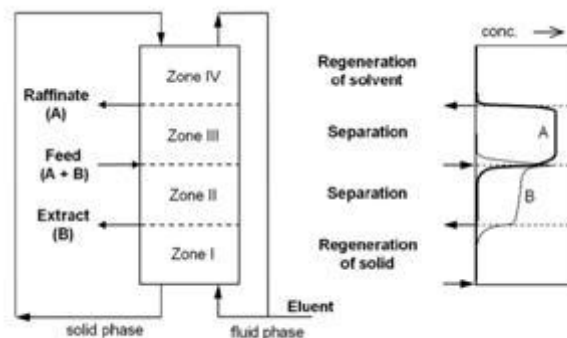 Zone IV
Raffinate
(A)
Zone III
Feed
(A + B)
Zone II
Extract
(B)
Zone I
Eluent
solid phase
fluid phase
conc.
Regeneration
of solvent
Separation
A
Separation
B
Regeneration
of solid